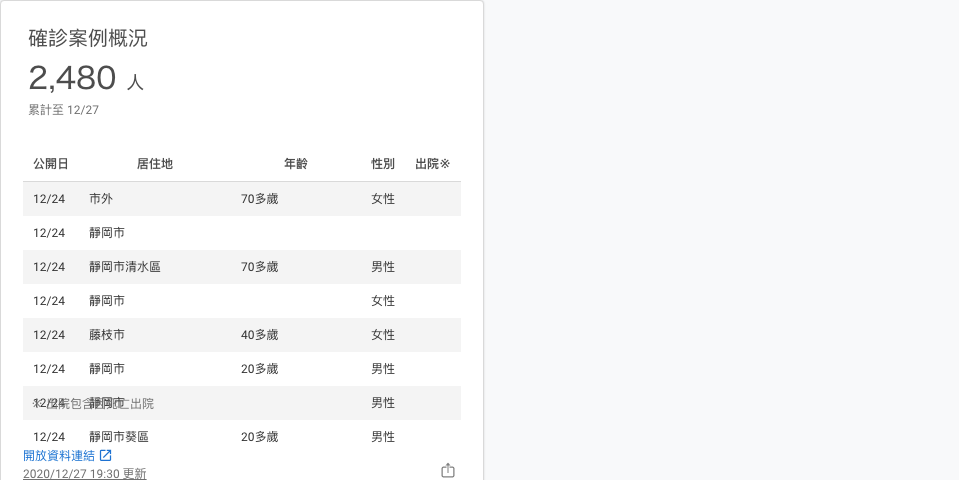 確診案例概況
2,480 人
累計至 12/27
公開日 居住地 年齡 性別 出院※
12/24 市外 70多歲 女性
12/24 靜岡市
12/24 靜岡市清水區 70多歲 男性
12/24 靜岡市 女性
12/24 藤枝市 40多歲 女性
12/24 靜岡市 20多歲 男性
12/24 靜岡市 男性
※ 出院包含死亡出院
12/24 靜岡市葵區 20多歲 男性
開放資料連結
2020/12/27 19:30 更新